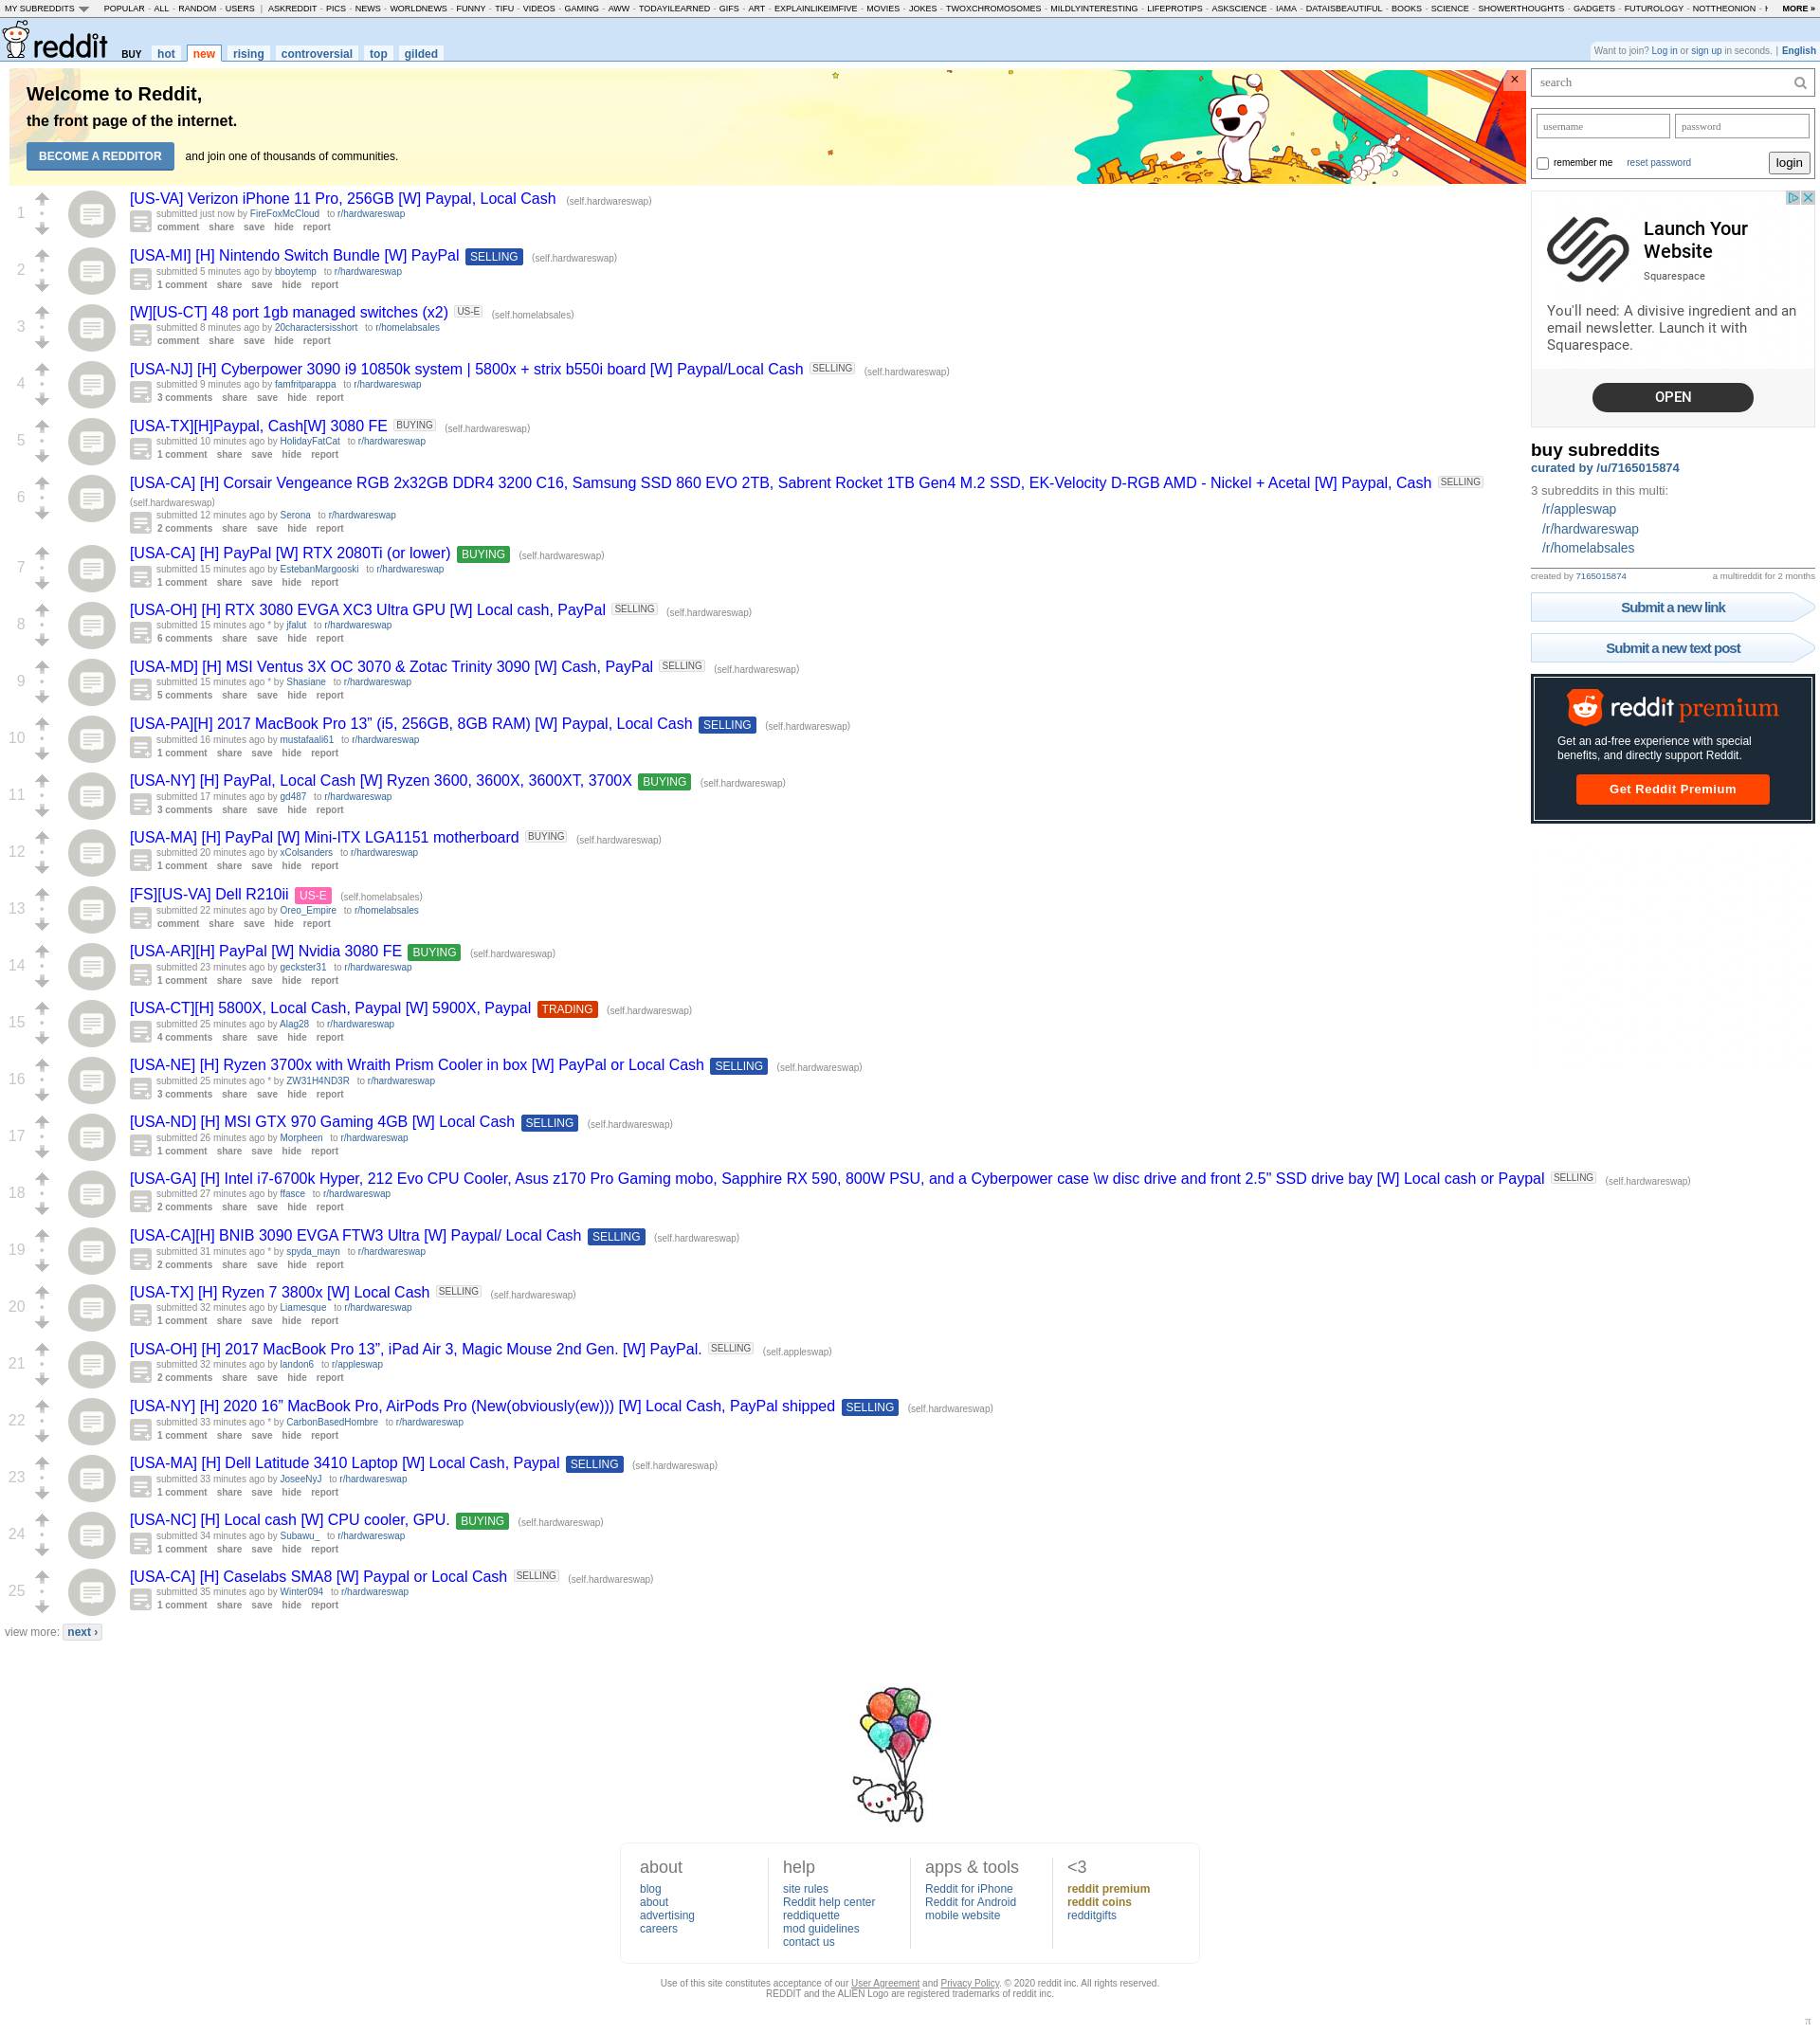 MY SUBREDDITS POPULAR - ALL - RANDOM - USERS | ASKREDDIT - PICS - NEWS - WORLDNEWS - FUNNY - TIFU - VIDEOS - GAMING - AWW - TODAYILEARNED - GIFS - ART - EXPLAINLIKEIMFIVE - MOVIES - JOKES - TWOXCHROMOSOMES - MILDLYINTERESTING - LIFEPROTIPS - ASKSCIENCE - IAMA - DATAISBEAUTIFUL - BOOKS - SCIENCE - SHOWERTHOUGHTS - GADGETS - FUTUROLOGY - NOTTHEONION - MORE »
reddit BUY hot new rising controversial top gilded
Want to join? Log in or sign up in seconds. | English
Welcome to Reddit,
the front page of the internet.
BECOME A REDDITOR and join one of thousands of communities.
×
1
[US-VA] Verizon iPhone 11 Pro, 256GB [W] Paypal, Local Cash (self.hardwareswap)
submitted just now by FireFoxMcCloud to r/hardwareswap
comment share save hide report
2
[USA-MI] [H] Nintendo Switch Bundle [W] PayPal SELLING (self.hardwareswap)
submitted 5 minutes ago by bboytemp to r/hardwareswap
1 comment share save hide report
3
[W][US-CT] 48 port 1gb managed switches (x2) US-E (self.homelabsales)
submitted 8 minutes ago by 20charactersisshort to r/homelabsales
comment share save hide report
4
[USA-NJ] [H] Cyberpower 3090 i9 10850k system | 5800x + strix b550i board [W] Paypal/Local Cash SELLING (self.hardwareswap)
submitted 9 minutes ago by famfritparappa to r/hardwareswap
3 comments share save hide report
5
[USA-TX][H]Paypal, Cash[W] 3080 FE BUYING (self.hardwareswap)
submitted 10 minutes ago by HolidayFatCat to r/hardwareswap
1 comment share save hide report
6
[USA-CA] [H] Corsair Vengeance RGB 2x32GB DDR4 3200 C16, Samsung SSD 860 EVO 2TB, Sabrent Rocket 1TB Gen4 M.2 SSD, EK-Velocity D-RGB AMD - Nickel + Acetal [W] Paypal, Cash SELLING
(self.hardwareswap)
submitted 12 minutes ago by Serona to r/hardwareswap
2 comments share save hide report
7
[USA-CA] [H] PayPal [W] RTX 2080Ti (or lower) BUYING (self.hardwareswap)
submitted 15 minutes ago by EstebanMargooski to r/hardwareswap
1 comment share save hide report
8
[USA-OH] [H] RTX 3080 EVGA XC3 Ultra GPU [W] Local cash, PayPal SELLING (self.hardwareswap)
submitted 15 minutes ago * by jfalut to r/hardwareswap
6 comments share save hide report
9
[USA-MD] [H] MSI Ventus 3X OC 3070 & Zotac Trinity 3090 [W] Cash, PayPal SELLING (self.hardwareswap)
submitted 15 minutes ago * by Shasiane to r/hardwareswap
5 comments share save hide report
10
[USA-PA][H] 2017 MacBook Pro 13” (i5, 256GB, 8GB RAM) [W] Paypal, Local Cash SELLING (self.hardwareswap)
submitted 16 minutes ago by mustafaali61 to r/hardwareswap
1 comment share save hide report
11
[USA-NY] [H] PayPal, Local Cash [W] Ryzen 3600, 3600X, 3600XT, 3700X BUYING (self.hardwareswap)
submitted 17 minutes ago by gd487 to r/hardwareswap
3 comments share save hide report
12
[USA-MA] [H] PayPal [W] Mini-ITX LGA1151 motherboard BUYING (self.hardwareswap)
submitted 20 minutes ago by xColsanders to r/hardwareswap
1 comment share save hide report
13
[FS][US-VA] Dell R210ii US-E (self.homelabsales)
submitted 22 minutes ago by Oreo_Empire to r/homelabsales
comment share save hide report
14
[USA-AR][H] PayPal [W] Nvidia 3080 FE BUYING (self.hardwareswap)
submitted 23 minutes ago by geckster31 to r/hardwareswap
1 comment share save hide report
15
[USA-CT][H] 5800X, Local Cash, Paypal [W] 5900X, Paypal TRADING (self.hardwareswap)
submitted 25 minutes ago by Alag28 to r/hardwareswap
4 comments share save hide report
16
[USA-NE] [H] Ryzen 3700x with Wraith Prism Cooler in box [W] PayPal or Local Cash SELLING (self.hardwareswap)
submitted 25 minutes ago * by ZW31H4ND3R to r/hardwareswap
3 comments share save hide report
17
[USA-ND] [H] MSI GTX 970 Gaming 4GB [W] Local Cash SELLING (self.hardwareswap)
submitted 26 minutes ago by Morpheen to r/hardwareswap
1 comment share save hide report
18
[USA-GA] [H] Intel i7-6700k Hyper, 212 Evo CPU Cooler, Asus z170 Pro Gaming mobo, Sapphire RX 590, 800W PSU, and a Cyberpower case \w disc drive and front 2.5" SSD drive bay [W] Local cash or Paypal SELLING (self.hardwareswap)
submitted 27 minutes ago by ffasce to r/hardwareswap
2 comments share save hide report
19
[USA-CA][H] BNIB 3090 EVGA FTW3 Ultra [W] Paypal/ Local Cash SELLING (self.hardwareswap)
submitted 31 minutes ago * by spyda_mayn to r/hardwareswap
2 comments share save hide report
20
[USA-TX] [H] Ryzen 7 3800x [W] Local Cash SELLING (self.hardwareswap)
submitted 32 minutes ago by Liamesque to r/hardwareswap
1 comment share save hide report
21
[USA-OH] [H] 2017 MacBook Pro 13”, iPad Air 3, Magic Mouse 2nd Gen. [W] PayPal. SELLING (self.appleswap)
submitted 32 minutes ago by landon6 to r/appleswap
2 comments share save hide report
22
[USA-NY] [H] 2020 16” MacBook Pro, AirPods Pro (New(obviously(ew))) [W] Local Cash, PayPal shipped SELLING (self.hardwareswap)
submitted 33 minutes ago * by CarbonBasedHombre to r/hardwareswap
1 comment share save hide report
23
[USA-MA] [H] Dell Latitude 3410 Laptop [W] Local Cash, Paypal SELLING (self.hardwareswap)
submitted 33 minutes ago by JoseeNyJ to r/hardwareswap
1 comment share save hide report
24
[USA-NC] [H] Local cash [W] CPU cooler, GPU. BUYING (self.hardwareswap)
submitted 34 minutes ago by Subawu_ to r/hardwareswap
1 comment share save hide report
25
[USA-CA] [H] Caselabs SMA8 [W] Paypal or Local Cash SELLING (self.hardwareswap)
submitted 35 minutes ago by Winter094 to r/hardwareswap
1 comment share save hide report
view more: next ›
search
username password
remember me reset password login
Launch Your
Website
Squarespace
You'll need: A divisive ingredient and an
email newsletter. Launch it with
Squarespace.
OPEN
buy subreddits
curated by /u/7165015874
3 subreddits in this multi:
/r/appleswap
/r/hardwareswap
/r/homelabsales
created by 7165015874 a multireddit for 2 months
Submit a new link
Submit a new text post
reddit premium
Get an ad-free experience with special
benefits, and directly support Reddit.
Get Reddit Premium
about
blog
about
advertising
careers
help
site rules
Reddit help center
reddiquette
mod guidelines
contact us
apps & tools
Reddit for iPhone
Reddit for Android
mobile website
<3
reddit premium
reddit coins
redditgifts
Use of this site constitutes acceptance of our User Agreement and Privacy Policy. © 2020 reddit inc. All rights reserved.
REDDIT and the ALIEN Logo are registered trademarks of reddit inc.
π